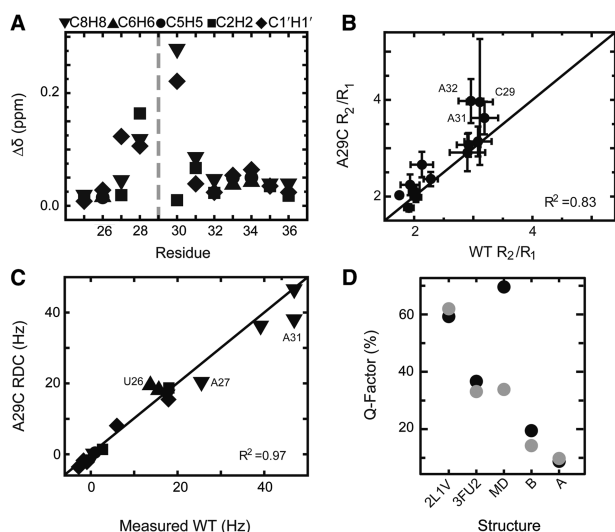 ▼C8H8 ▲C6H6 ●C5H5 ■C2H2 ◆C1'H1'
A
Δδ (ppm)
0.2
0.0
26 28 30 32 34 36
Residue
B
A29C R2/R1
4
2
A32
C29
A31
R2=0.83
2 3 4 5
WT R2/R1
C
A29C RDC (Hz)
40
20
0
U26
A27
A31
R2=0.97
0 20 40
Measured WT (Hz)
D
Q-Factor (%)
60
40
20
2L1V
3FU2
MD
B
A
Structure